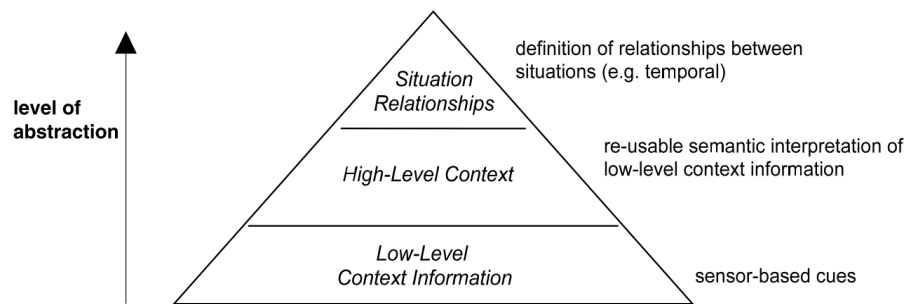 definition of relationships between
situations (e.g. temporal)
Situation
Relationships
level of
abstraction
re-usable semantic interpretation of
low-level context information
High-Level Context
Low-Level
Context Information
sensor-based cues